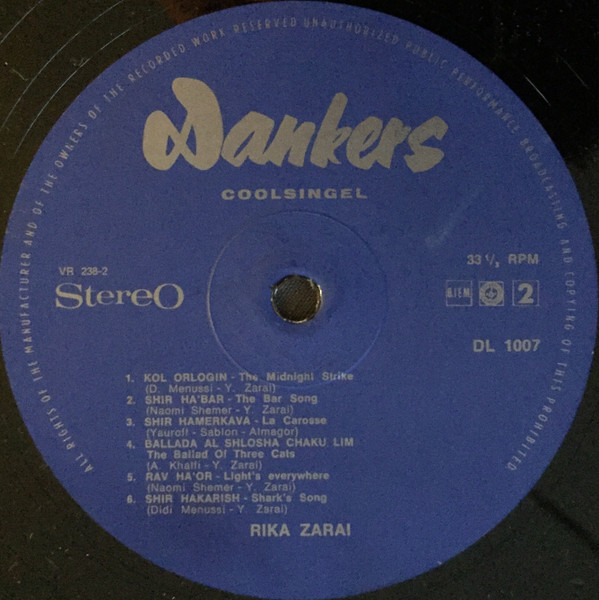 ALL RIGHTS OF THE MANUFACTURER AND OF THE OWNERS OF THE RECORDED WORK RESERVED UNAUTHORIZED PUBLIC PERFORMANCE BROADCASTING AND COPYING OF THIS PROHIBITED
Dankers
COOLSINGEL
VR 238-2
Stereo
33 1/3 RPM
BIEM
2
DL 1007
1. KOL ORLOGIN - The Midnight Strike
(D. Menussi - Y. Zarai)
2. SHIR HA'BAR - The Bar Song
(Naomi Shemer - Y. Zarai)
3. SHIR HAMERKAVA - La Carosse
(Yauroff - Sablon - Almagor)
4. BALLADA AL SHLOSHA CHAKU LIM
The Ballad Of Three Cats
(A. Khalfi - Y. Zarai)
5. RAV HA'OR - Light's everywhere
(Naomi Shemer - Y. Zarai)
6. SHIR HAKARISH - Shark's Song
(Didi Menussi - Y. Zarai)
RIKA ZARAI